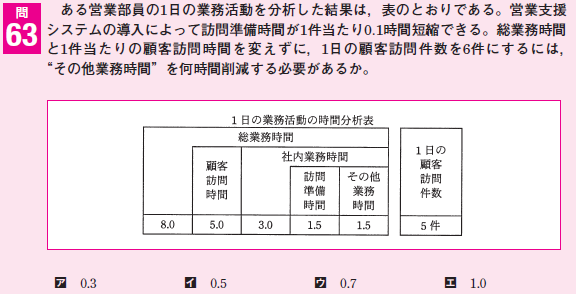 問
63
ある営業部員の1日の業務活動を分析した結果は，表のとおりである。営業支援
システムの導入によって訪問準備時間が1件当たり0.1時間短縮できる。総業務時間
と1件当たりの顧客訪問時間を変えずに，1日の顧客訪問件数を6件にするには，
“その他業務時間”を何時間削減する必要があるか。
1日の業務活動の時間分析表
総業務時間
社内業務時間
顧客
訪問
時間
訪問
準備
時間
その他
業務
時間
1日の
顧客
訪問
件数
8.0 5.0 3.0 1.5 1.5 5件
ア 0.3 イ 0.5 ウ 0.7 エ 1.0